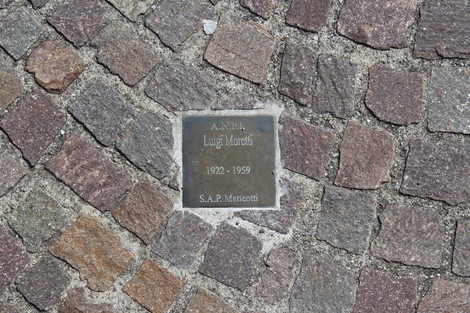 A.N.P.I.
Luigi Moretti
1922 - 1959
S.A.P. Matteotti